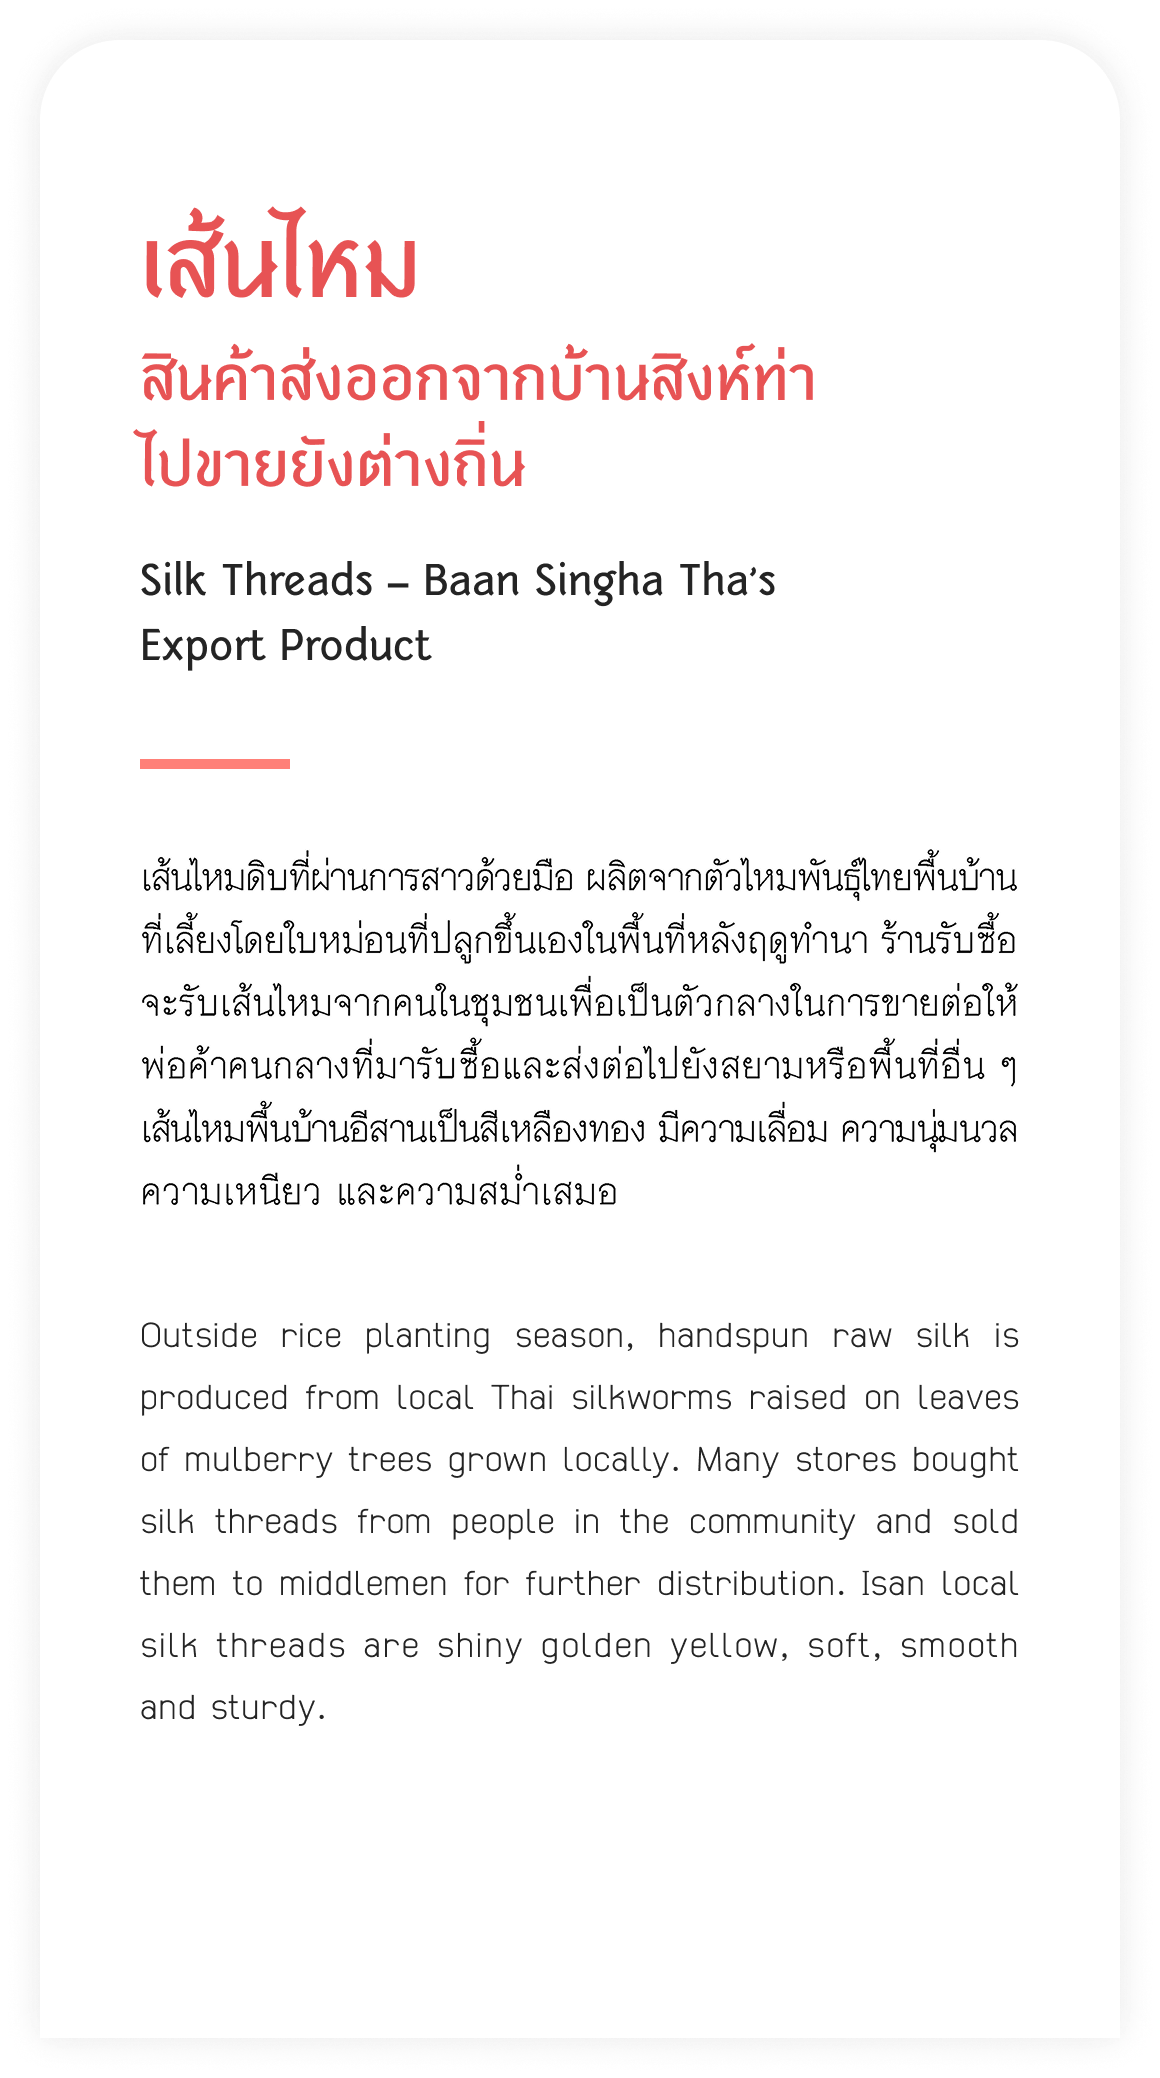 เส้นไหม
สินค้าส่งออกจากบ้านสิงห์ท่า
ไปขายยังต่างถิ่น
Silk Threads – Baan Singha Tha’s
Export Product
เส้นไหมดิบที่ผ่านการสาวด้วยมือ ผลิตจากตัวไหมพันธุ์ไทยพื้นบ้าน
ที่เลี้ยงโดยใบหม่อนที่ปลูกขึ้นเองในพื้นที่หลังฤดูทำนา ร้านรับซื้อ
จะรับเส้นไหมจากคนในชุมชนเพื่อเป็นตัวกลางในการขายต่อให้
พ่อค้าคนกลางที่มารับซื้อและส่งต่อไปยังสยามหรือพื้นที่อื่น ๆ
เส้นไหมพื้นบ้านอีสานเป็นสีเหลืองทอง มีความเลื่อม ความนุ่มนวล
ความเหนียว และความสม่ำเสมอ
Outside rice planting season, handspun raw silk is
produced from local Thai silkworms raised on leaves
of mulberry trees grown locally. Many stores bought
silk threads from people in the community and sold
them to middlemen for further distribution. Isan local
silk threads are shiny golden yellow, soft, smooth
and sturdy.